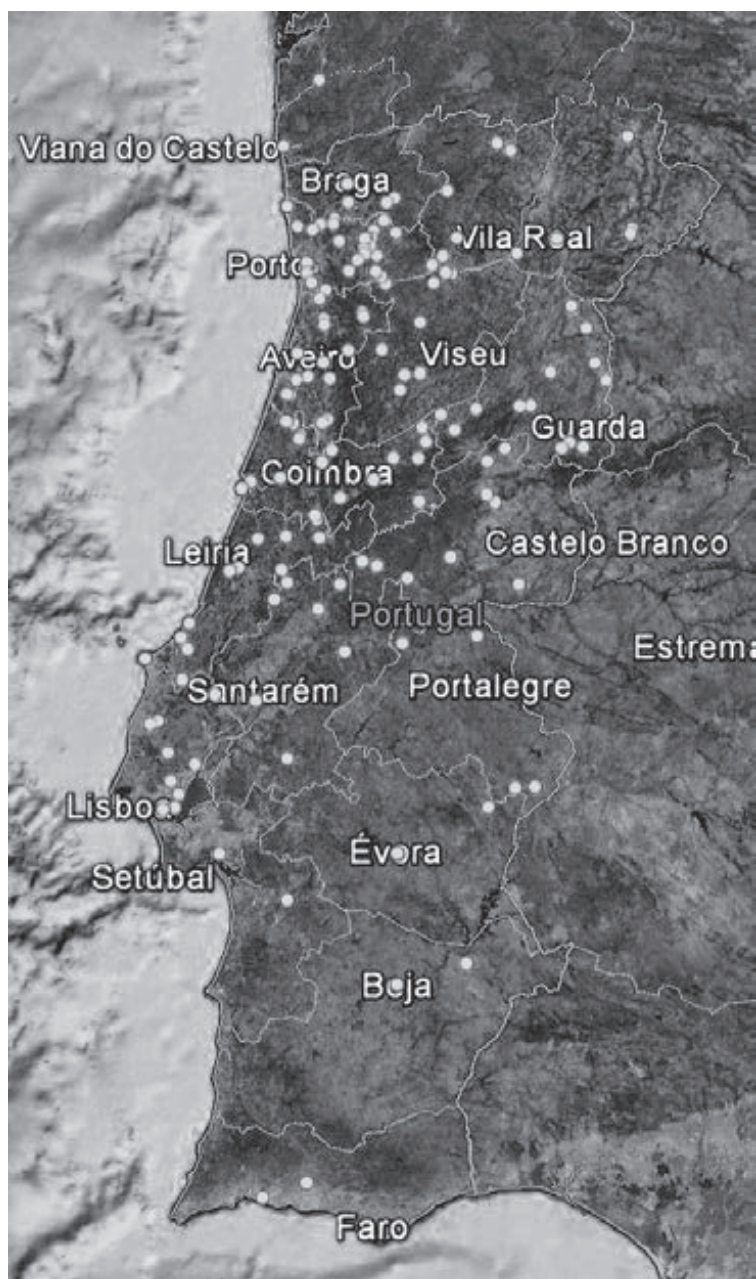 Viana do Castelo
Braga
Vila Real
Porto
Aveiro
Viseu
Guarda
Coimbra
Leiria
Castelo Branco
Portugal
Estrema
Santarém
Portalegre
Lisboa
Évora
Setúbal
Beja
Faro